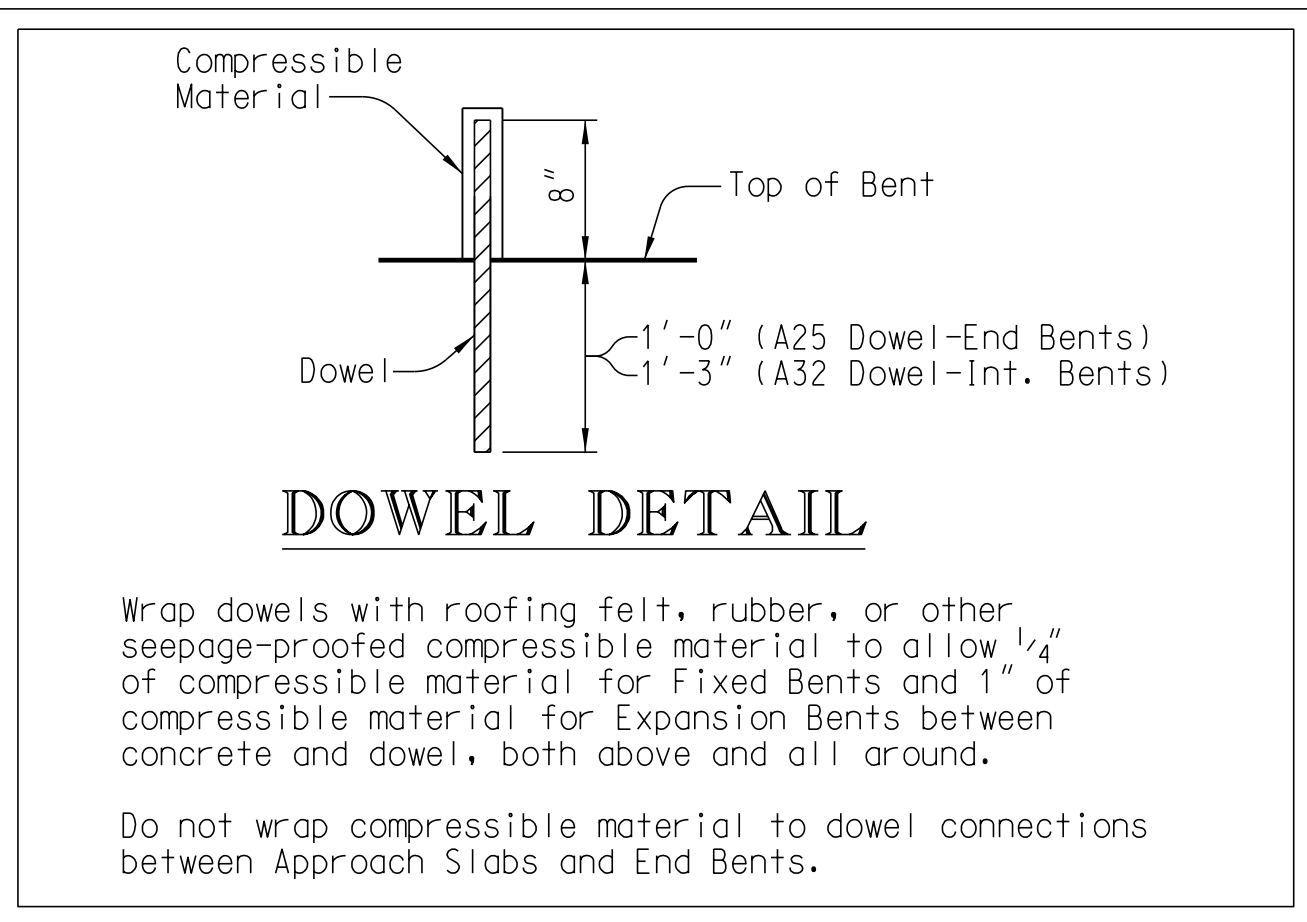 Compressible
Material
8"
Top of Bent
1'-0" (A25 Dowel-End Bents)
1'-3" (A32 Dowel-Int. Bents)
Dowel
DOWEL DETAIL
Wrap dowels with roofing felt, rubber, or other
seepage-proofed compressible material to allow 1/4"
of compressible material for Fixed Bents and 1" of
compressible material for Expansion Bents between
concrete and dowel, both above and all around.
Do not wrap compressible material to dowel connections
between Approach Slabs and End Bents.